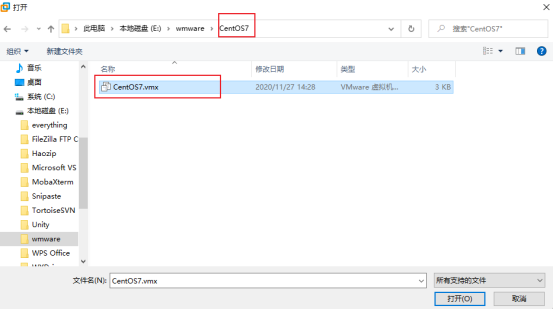 打开
此电脑 > 本地磁盘 (E:) > wmware > CentOS7
搜索"CentOS7"
组织 新建文件夹
音乐
桌面
系统 (C:)
本地磁盘 (E:)
everything
FileZilla FTP C
Haozip
Microsoft VS
MobaXterm
Snipaste
TortoiseSVN
Unity
wmware
WPS Office
名称 修改日期 类型 大小
CentOS7.vmx 2020/11/27 14:28 VMware 虚拟机... 3 KB
文件名(N): CentOS7.vmx 所有支持的文件
打开(O) 取消